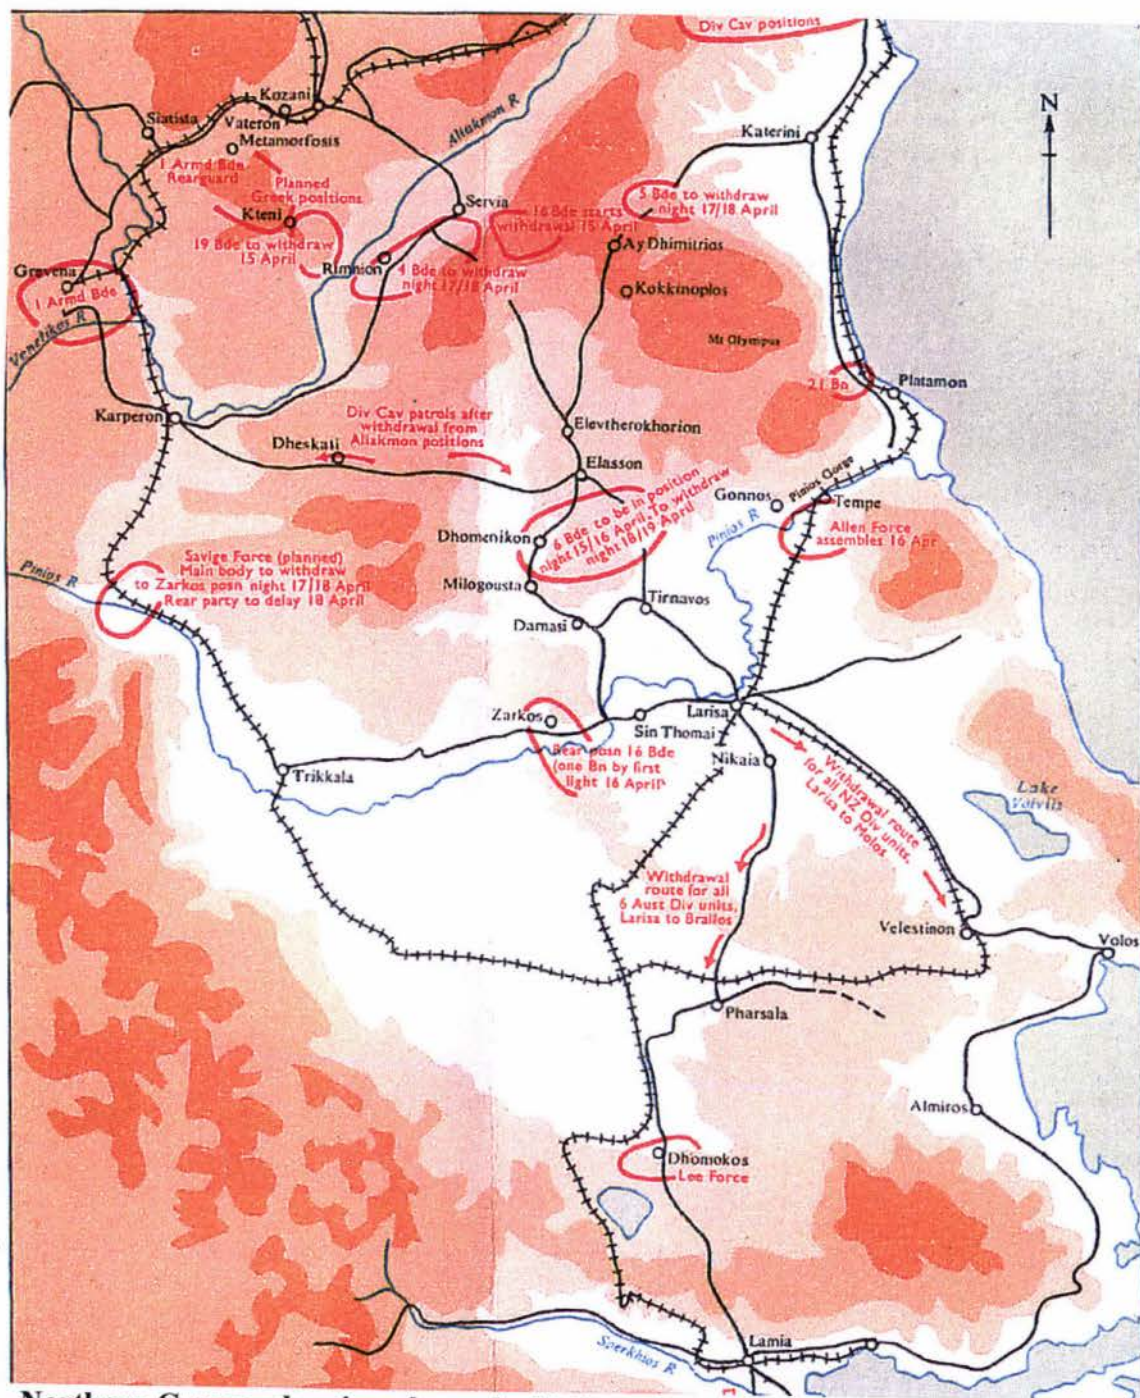 Div Cav positions
N
Kozani
Siatista
Vateron
Metamorfosis
Aliakmon R
Katerini
1 Armd Bde
Rearguard
Planned
Greek positions
Kteni
19 Bde to withdraw
15 April
Servia
16 Bde starts
withdrawal 15 April
5 Bde to withdraw
night 17/18 April
Ay Dhimitrios
Rimnion
4 Bde to withdraw
night 17/18 April
Kokkinoplos
Grevena
1 Armd Bde
Venetikos R
Mt Olympus
21 Bn
Platamon
Karperon
Div Cav patrols after
withdrawal from
Aliakmon positions
Dheskati
Elevtherokhorion
Elasson
Gonnos
Pinios Gorge
Tempe
Pinios R
Allen Force
assembles 16 Apr
Dhomenikon
6 Bde to be in position
night 15/16 April. To withdraw
night 18/19 April
Savige Force (planned)
Main body to withdraw
to Zarkos posn night 17/18 April
Rear party to delay 18 April
Pinios R
Milogousta
Tirnavos
Damasi
Zarkos
Larisa
Sin Thomai
Rear posn 16 Bde
(one Bn by first
light 16 April)
Nikaia
Trikkala
Withdrawal route
for all NZ Div units,
Larisa to Molos
Lake
Voivils
Withdrawal
route for all
6 Aust Div units,
Larisa to Brallos
Velestinon
Volos
Pharsala
Almiros
Dhomokos
Lee Force
Sperkhios R
Lamia